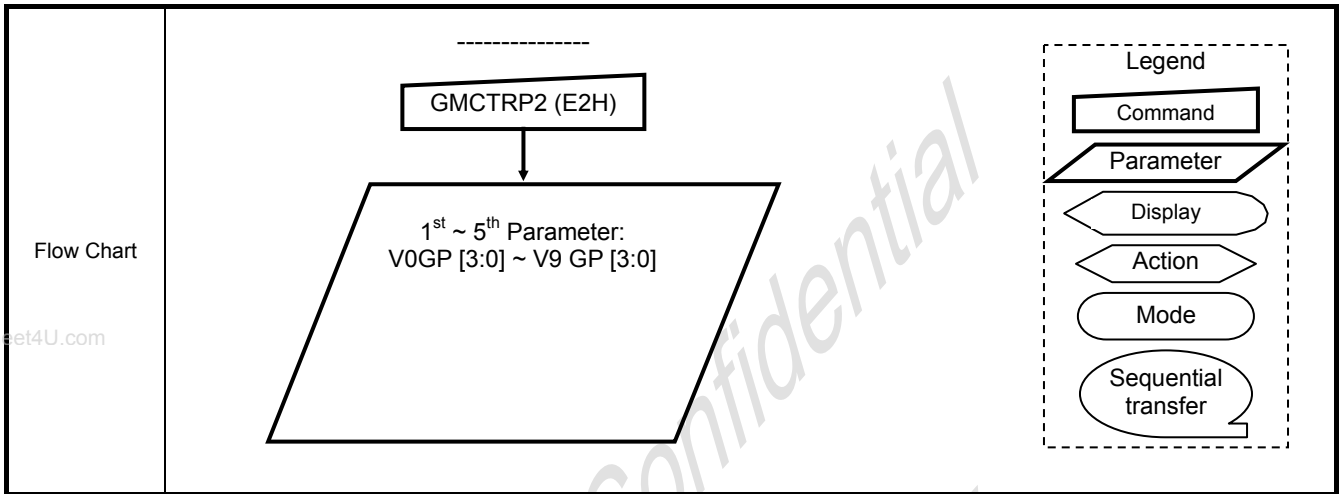 Flow Chart
---------------
GMCTRP2 (E2H)
1st ~ 5th Parameter:
V0GP [3:0] ~ V9 GP [3:0]
Legend
Command
Parameter
Display
Action
Mode
Sequential
transfer
eet4U.com
Confidential